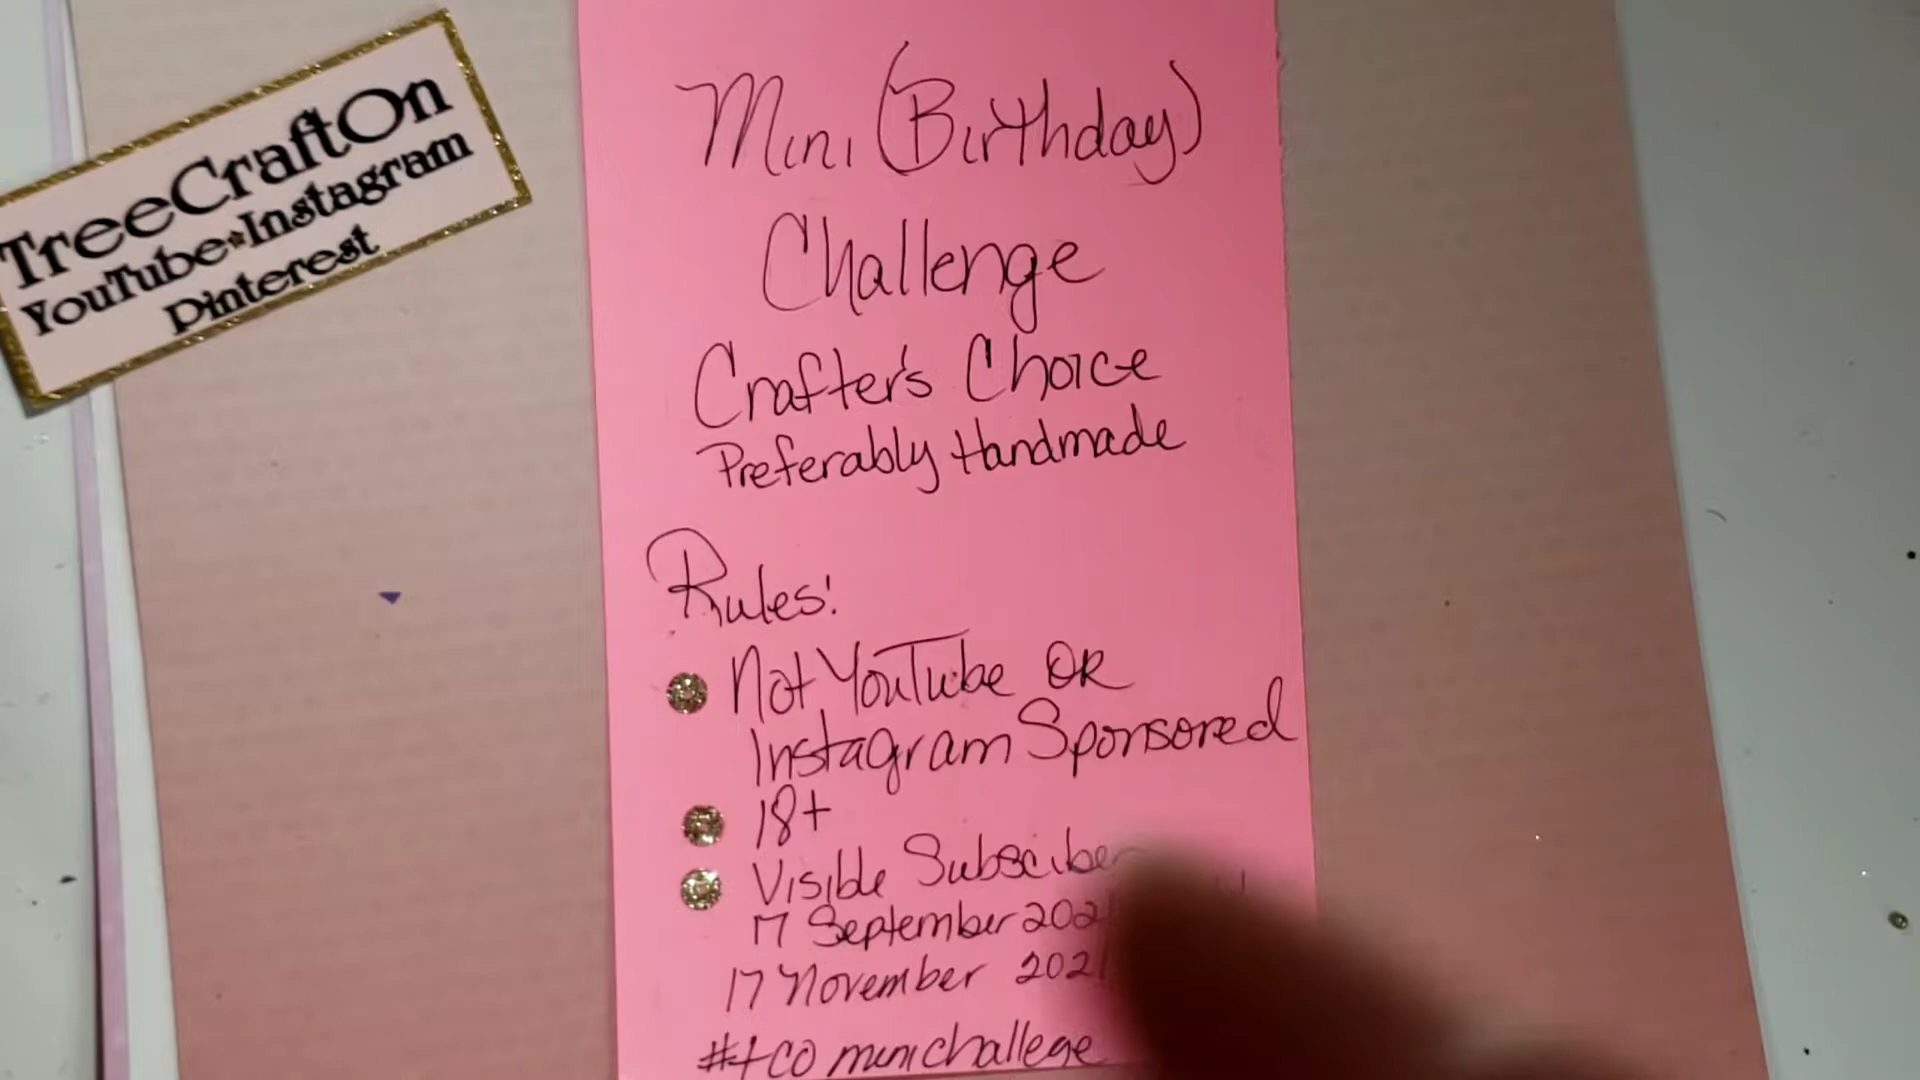 TreeCraftOn
YouTube★Instagram
Pinterest
Mini (Birthday)
Challenge
Crafter's Choice
Preferably Handmade
Rules:
Not YouTube OR
Instagram Sponsored
18+
Visible
17 September
17 November 2021
#tco minichallege